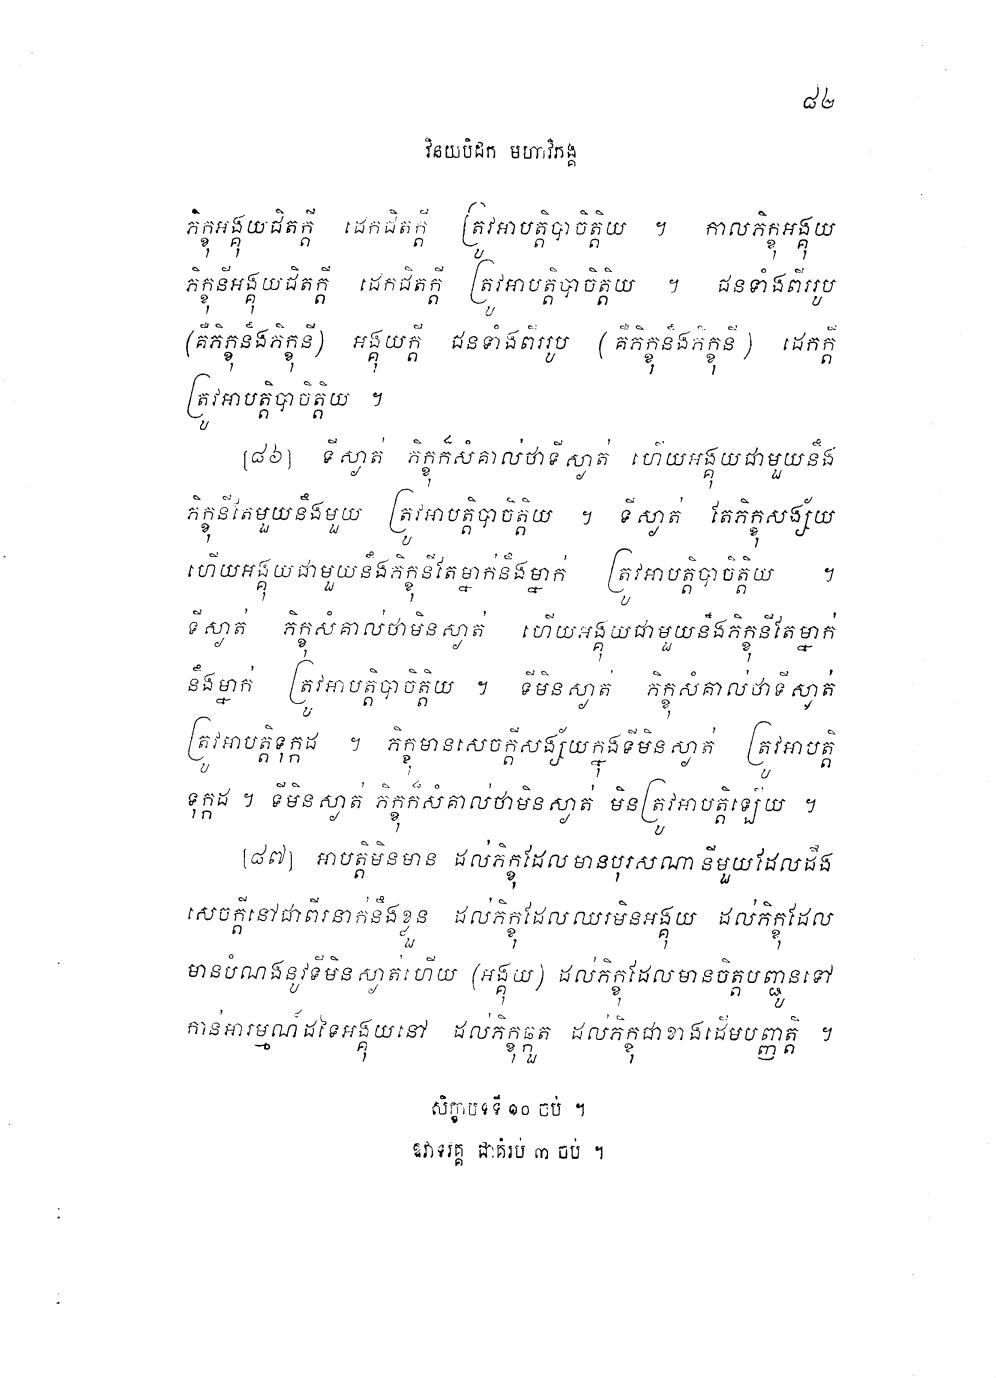 ៨២
វិនយបិដក មហាវិភង្គ
ភិក្ខុអង្គុយជិតក្ដី ដេកជិតក្ដី ត្រូវអាបត្តិបាចិត្តិយ ។ កាលភិក្ខុអង្គុយ
ភិក្ខុនីអង្គុយជិតក្ដី ដេកជិតក្ដី ត្រូវអាបត្តិបាចិត្តិយ ។ ជនទាំងពីររូប
(គឺភិក្ខុនឹងភិក្ខុនី) អង្គុយក្ដី ជនទាំងពីររូប (គឺភិក្ខុនឹងភិក្ខុនី) ដេកក្ដី
ត្រូវអាបត្តិបាចិត្តិយ ។
[៨៦] ទីស្ងាត់ ភិក្ខុក៏សំគាល់ថាទីស្ងាត់ ហើយអង្គុយជាមួយនឹង
ភិក្ខុនីតែមួយនឹងមួយ ត្រូវអាបត្តិបាចិត្តិយ ។ ទីស្ងាត់ តែភិក្ខុសង្ស័យ
ហើយអង្គុយជាមួយនឹងភិក្ខុនីតែម្នាក់នឹងម្នាក់ ត្រូវអាបត្តិបាចិត្តិយ ។
ទីស្ងាត់ ភិក្ខុសំគាល់ថាមិនស្ងាត់ ហើយអង្គុយជាមួយនឹងភិក្ខុនីតែម្នាក់
នឹងម្នាក់ ត្រូវអាបត្តិបាចិត្តិយ ។ ទីមិនស្ងាត់ ភិក្ខុសំគាល់ថាទីស្ងាត់
ត្រូវអាបត្តិទុក្កដ ។ ភិក្ខុមានសេចក្ដីសង្ស័យក្នុងទីមិនស្ងាត់ ត្រូវអាបត្តិ
ទុក្កដ ។ ទីមិនស្ងាត់ ភិក្ខុក៏សំគាល់ថាមិនស្ងាត់ មិនត្រូវអាបត្តិឡើយ ។
[៨៧] អាបត្តិមិនមាន ដល់ភិក្ខុដែលមានបុរសណានីមួយដែលដឹង
សេចក្ដីនៅជាពីរនាក់នឹងខ្លួន ដល់ភិក្ខុដែលឈរមិនអង្គុយ ដល់ភិក្ខុដែល
មានបំណងនូវទីមិនស្ងាត់ហើយ (អង្គុយ) ដល់ភិក្ខុដែលមានចិត្តបញ្ជូនទៅ
កាន់អារម្មណ៍ដទៃអង្គុយនៅ ដល់ភិក្ខុឆ្កួត ដល់ភិក្ខុជាខាងដើមបញ្ញត្តិ ។
សិក្ខាបទទី ១០ ចប់ ។
ឱវាទវគ្គ ជាគំរប់ ៣ ចប់ ។